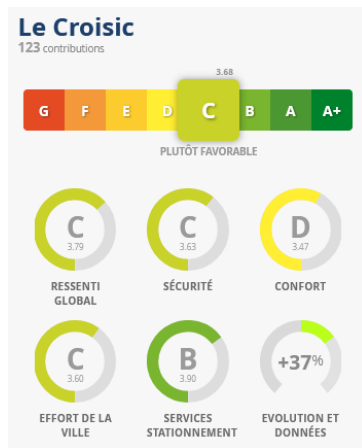 Le Croisic
123 contributions
3.68
G F E D C B A A+
PLUTÔT FAVORABLE
C C D
3.79 3.63 3.47
RESSENTI
GLOBAL
SÉCURITÉ
CONFORT
C B +37%
3.60 3.90
EFFORT DE LA
VILLE
SERVICES
STATIONNEMENT
EVOLUTION ET
DONNÉES